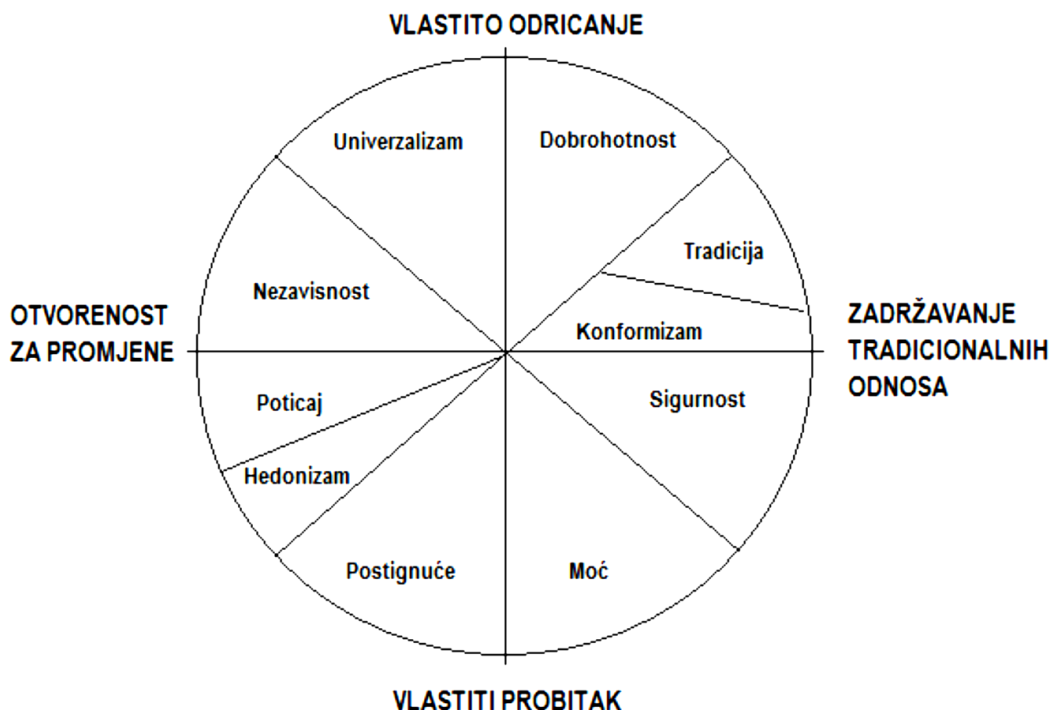 VLASTITO ODRICANJE
Univerzalizam
Dobrohotnost
Tradicija
Nezavisnost
OTVORENOST
ZA PROMJENE
Konformizam
ZADRŽAVANJE
TRADICIONALNIH
ODNOSA
Poticaj
Sigurnost
Hedonizam
Postignuće
Moć
VLASTITI PROBITAK